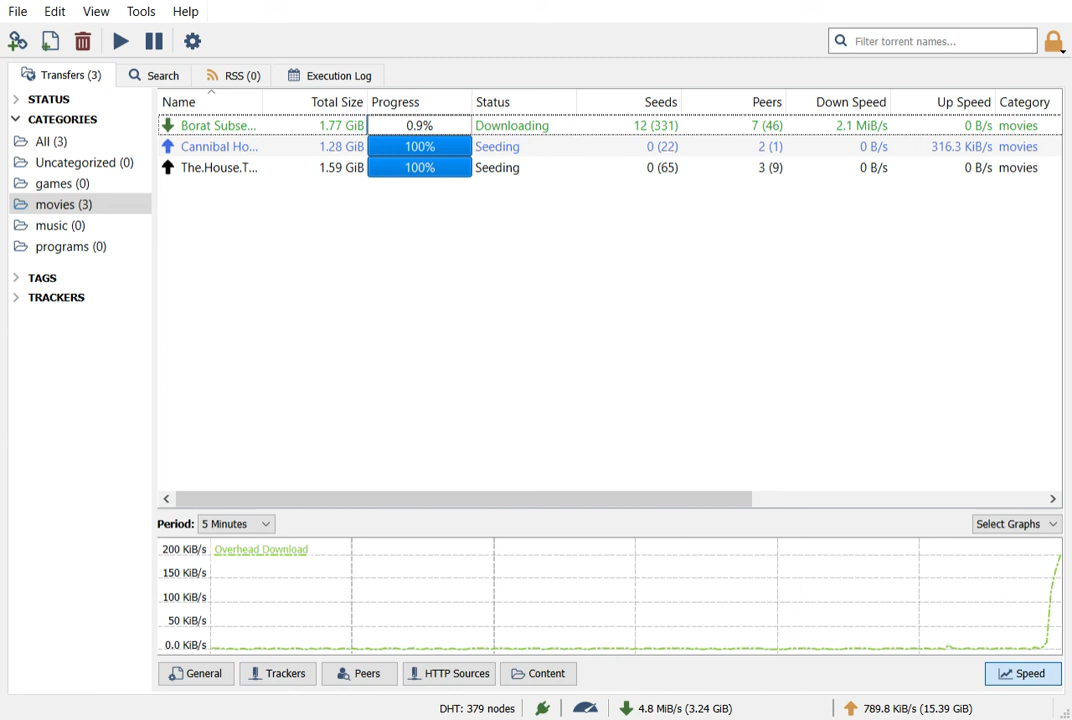 File Edit View Tools Help
Filter torrent names...
Transfers (3) Search RSS (0) Execution Log
STATUS
CATEGORIES
All (3)
Uncategorized (0)
games (0)
movies (3)
music (0)
programs (0)
TAGS
TRACKERS
Name Total Size Progress Status Seeds Peers Down Speed Up Speed Category
Borat Subse... 1.77 GiB 0.9% Downloading 12 (331) 7 (46) 2.1 MiB/s 0 B/s movies
Cannibal Ho... 1.28 GiB 100% Seeding 0 (22) 2 (1) 0 B/s 316.3 KiB/s movies
The.House.T... 1.59 GiB 100% Seeding 0 (65) 3 (9) 0 B/s 0 B/s movies
Period: 5 Minutes Select Graphs
200 KiB/s Overhead Download
150 KiB/s
100 KiB/s
50 KiB/s
0.0 KiB/s
General Trackers Peers HTTP Sources Content Speed
DHT: 379 nodes 4.8 MiB/s (3.24 GiB) 789.8 KiB/s (15.39 GiB)